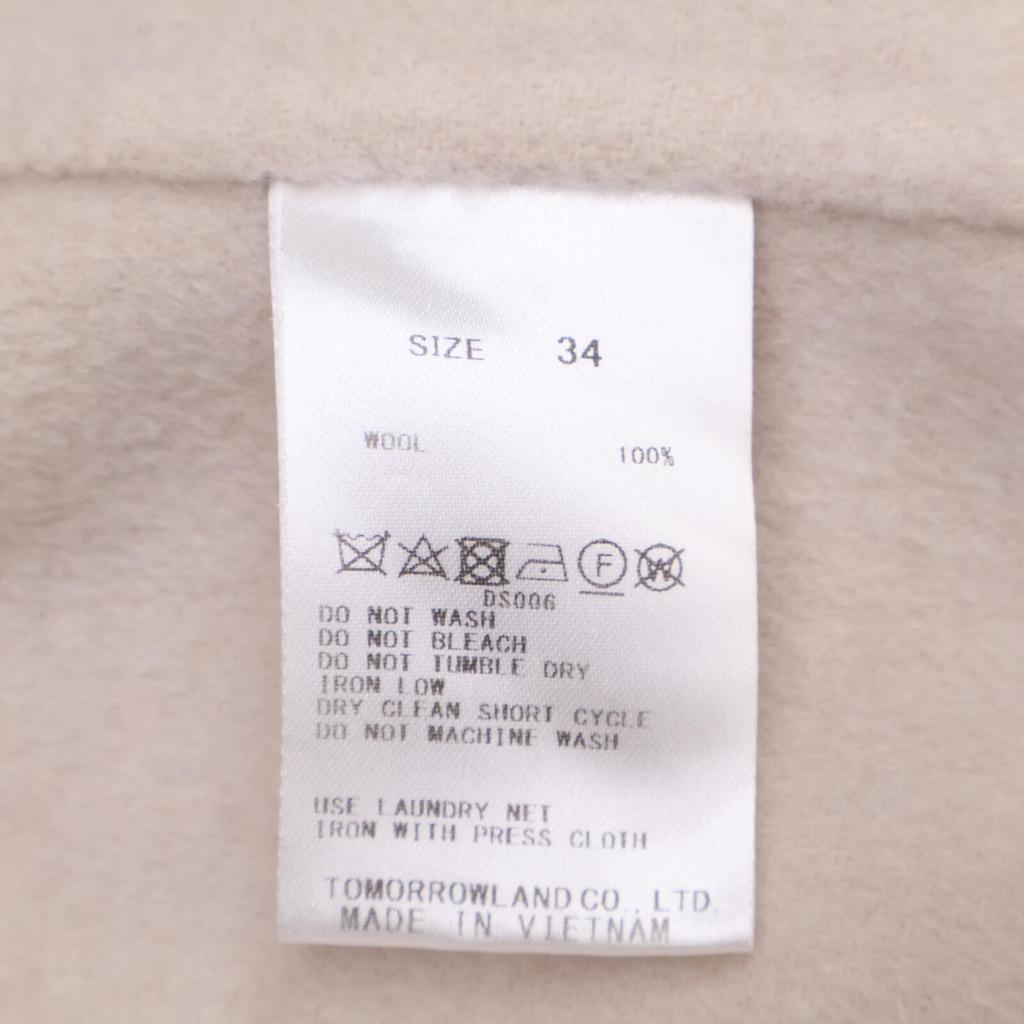 SIZE 34
WOOL 100%
F W
DS006
DO NOT WASH
DO NOT BLEACH
DO NOT TUMBLE DRY
IRON LOW
DRY CLEAN SHORT CYCLE
DO NOT MACHINE WASH
USE LAUNDRY NET
IRON WITH PRESS CLOTH
TOMORROWLAND CO., LTD.
MADE IN VIETNAM